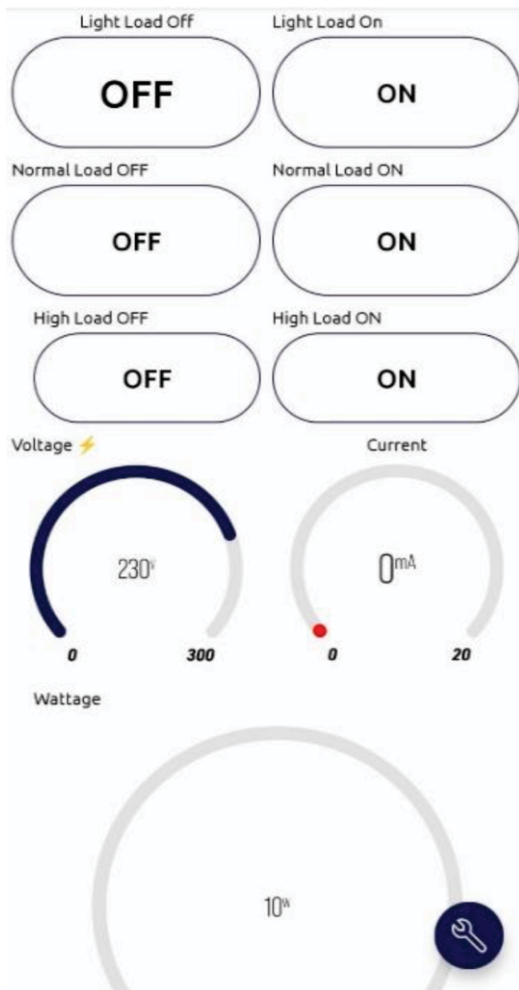 Light Load Off Light Load On
OFF ON
Normal Load OFF Normal Load ON
OFF ON
High Load OFF High Load ON
OFF ON
Voltage ⚡ Current
230V 0mA
0 300 0 20
Wattage
10W